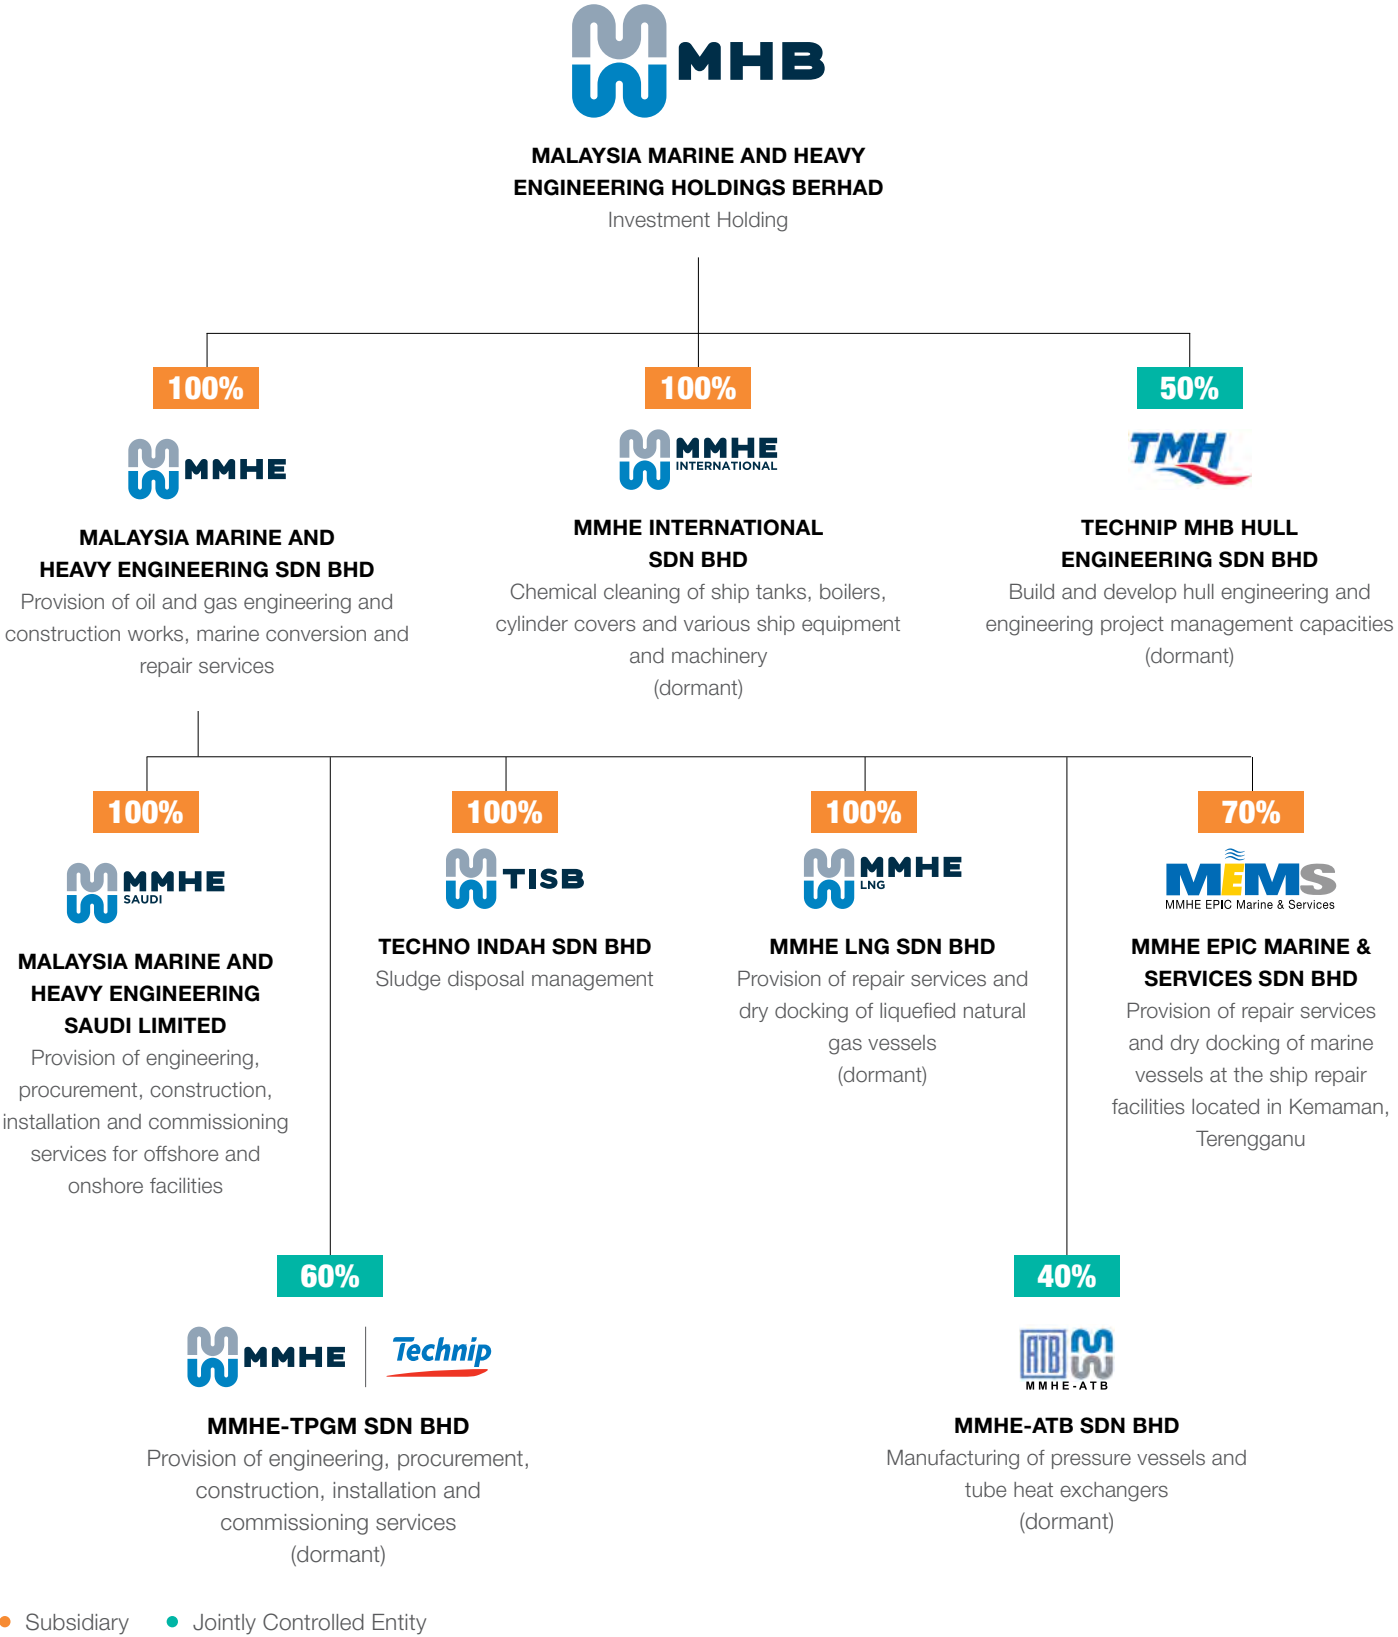 MHB
MALAYSIA MARINE AND HEAVY
ENGINEERING HOLDINGS BERHAD
Investment Holding
100%
MMHE
MALAYSIA MARINE AND
HEAVY ENGINEERING SDN BHD
Provision of oil and gas engineering and
construction works, marine conversion and
repair services
100%
MMHE
INTERNATIONAL
MMHE INTERNATIONAL
SDN BHD
Chemical cleaning of ship tanks, boilers,
cylinder covers and various ship equipment
and machinery
(dormant)
50%
TMH
TECHNIP MHB HULL
ENGINEERING SDN BHD
Build and develop hull engineering and
engineering project management capacities
(dormant)
100%
MMHE
SAUDI
MALAYSIA MARINE AND
HEAVY ENGINEERING
SAUDI LIMITED
Provision of engineering,
procurement, construction,
installation and commissioning
services for offshore and
onshore facilities
100%
TISB
TECHNO INDAH SDN BHD
Sludge disposal management
100%
MMHE
LNG
MMHE LNG SDN BHD
Provision of repair services and
dry docking of liquefied natural
gas vessels
(dormant)
70%
MEMS
MMHE EPIC Marine & Services
MMHE EPIC MARINE &
SERVICES SDN BHD
Provision of repair services
and dry docking of marine
vessels at the ship repair
facilities located in Kemaman,
Terengganu
60%
MMHE
Technip
MMHE-TPGM SDN BHD
Provision of engineering, procurement,
construction, installation and
commissioning services
(dormant)
40%
ATB
MMHE-ATB
MMHE-ATB SDN BHD
Manufacturing of pressure vessels and
tube heat exchangers
(dormant)
Subsidiary
Jointly Controlled Entity